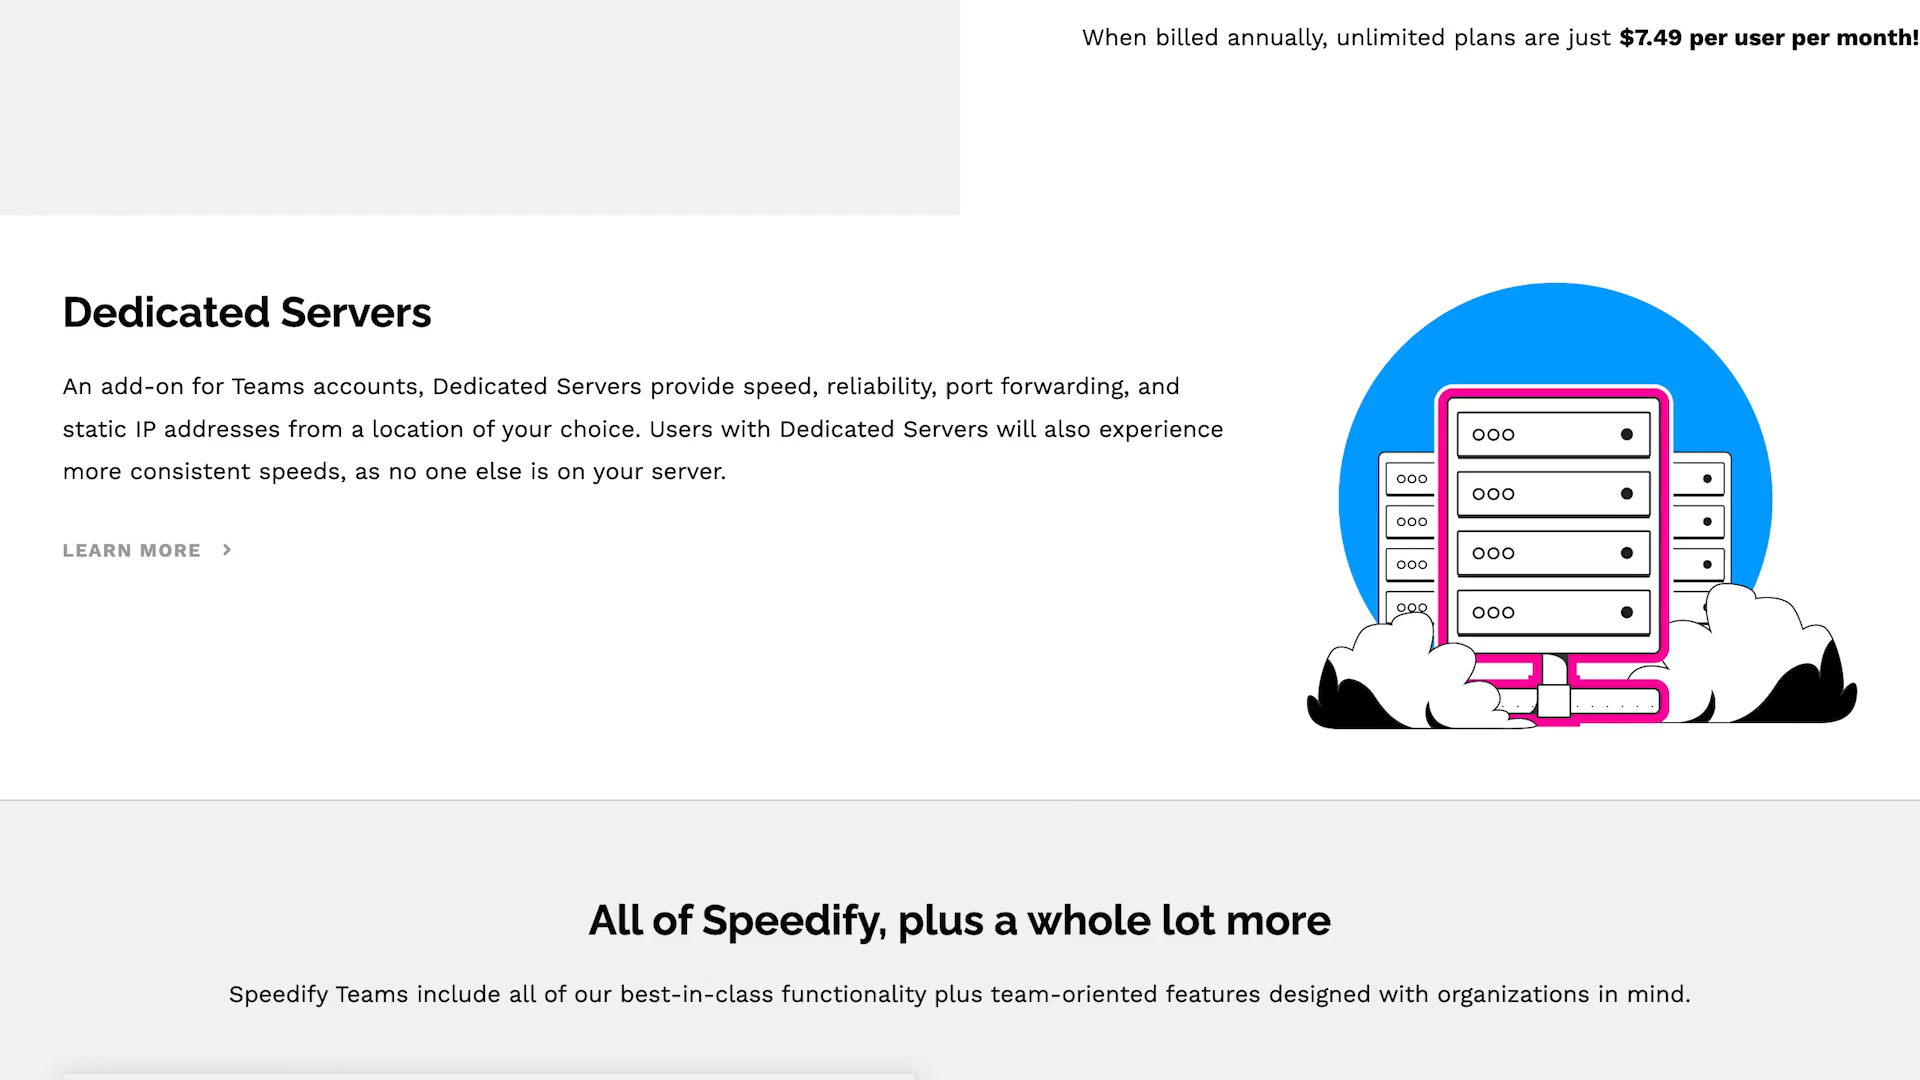 When billed annually, unlimited plans are just $7.49 per user per month!
Dedicated Servers
An add-on for Teams accounts, Dedicated Servers provide speed, reliability, port forwarding, and
static IP addresses from a location of your choice. Users with Dedicated Servers will also experience
more consistent speeds, as no one else is on your server.
LEARN MORE
All of Speedify, plus a whole lot more
Speedify Teams include all of our best-in-class functionality plus team-oriented features designed with organizations in mind.